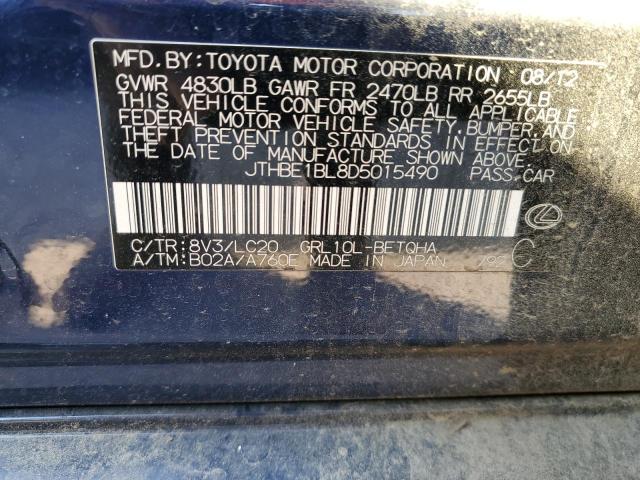 MFD. BY: TOYOTA MOTOR CORPORATION 08/12
GVWR 4830LB GAWR FR 2470LB RR 2655LB
THIS VEHICLE CONFORMS TO ALL APPLICABLE
FEDERAL MOTOR VEHICLE SAFETY, BUMPER, AND
THEFT PREVENTION STANDARDS IN EFFECT ON
THE DATE OF MANUFACTURE SHOWN ABOVE.
JTHBE1BL8D5015490 PASS.CAR
C/TR: 8V3/LC20 GRL10L-BETQHA C
A/TM: B02A/A760E MADE IN JAPAN